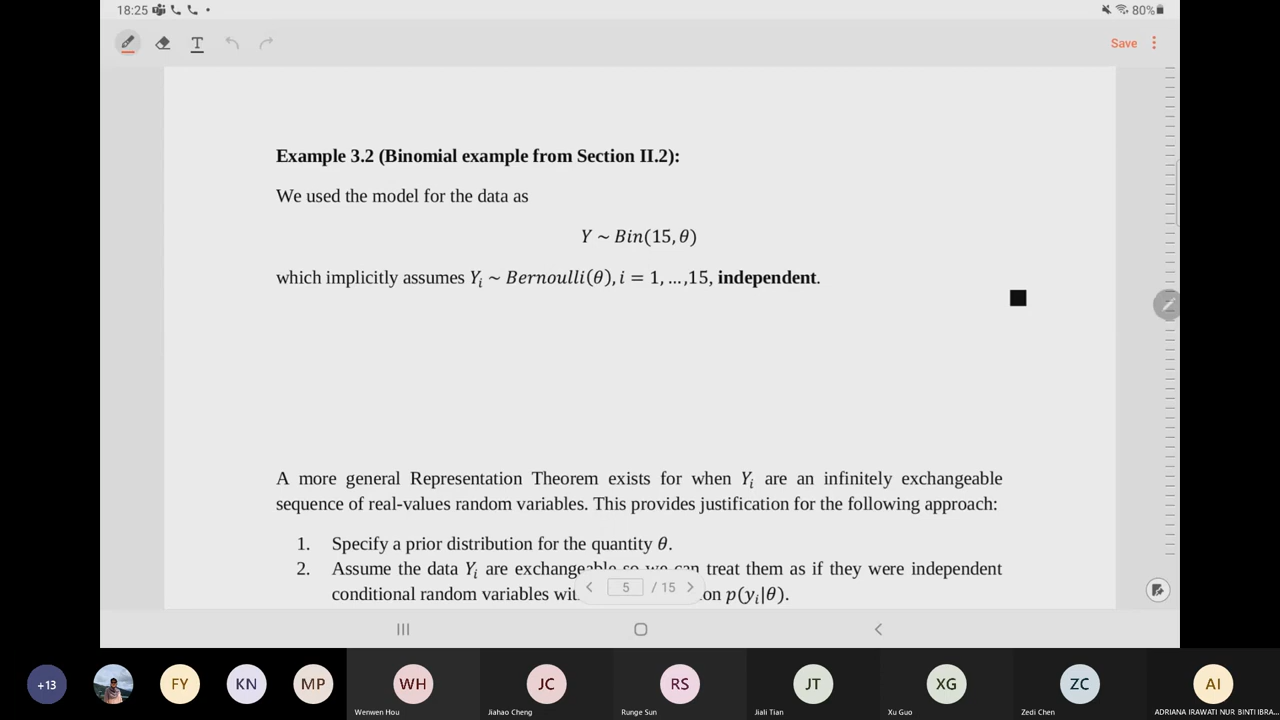 18:25
80%
T
Save
Example 3.2 (Binomial example from Section II.2):
We used the model for the data as
Y ~ Bin(15, θ)
which implicitly assumes Yᵢ ~ Bernoulli(θ), i = 1, …,15, independent.
A more general Representation Theorem exists for when Yᵢ are an infinitely exchangeable
sequence of real-values random variables. This provides justification for the following approach:
1. Specify a prior distribution for the quantity θ.
2. Assume the data Yᵢ are exchangeable so we can treat them as if they were independent
conditional random variables wit on p(yᵢ|θ).
5 / 15
+13
FY
KN
MP
WH
JC
RS
JT
XG
ZC
AI
Wenwen Hou
Jiahao Cheng
Runge Sun
Jiali Tian
Xu Guo
Zedi Chen
ADRIANA IRAWATI NUR BINTI IBRA...